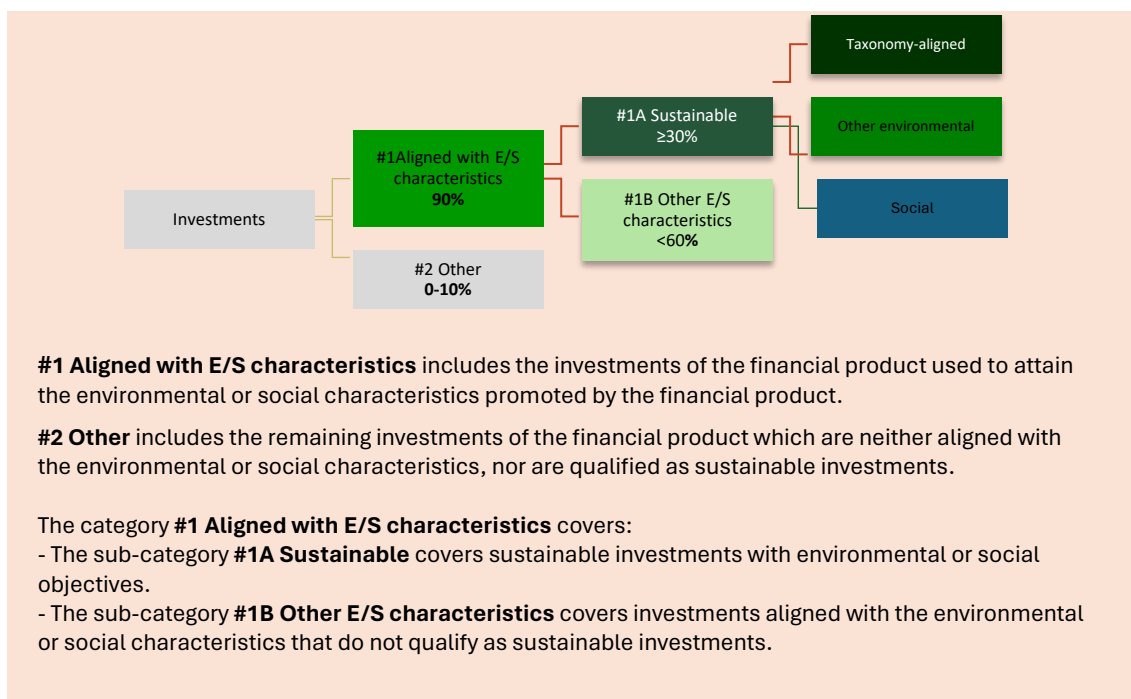 Taxonomy-aligned
#1A Sustainable
≥30%
Other environmental
#1Aligned with E/S
characteristics
90%
#1B Other E/S
characteristics
<60%
Social
Investments
#2 Other
0-10%
#1 Aligned with E/S characteristics includes the investments of the financial product used to attain
the environmental or social characteristics promoted by the financial product.
#2 Other includes the remaining investments of the financial product which are neither aligned with
the environmental or social characteristics, nor are qualified as sustainable investments.
The category #1 Aligned with E/S characteristics covers:
- The sub-category #1A Sustainable covers sustainable investments with environmental or social
objectives.
- The sub-category #1B Other E/S characteristics covers investments aligned with the environmental
or social characteristics that do not qualify as sustainable investments.